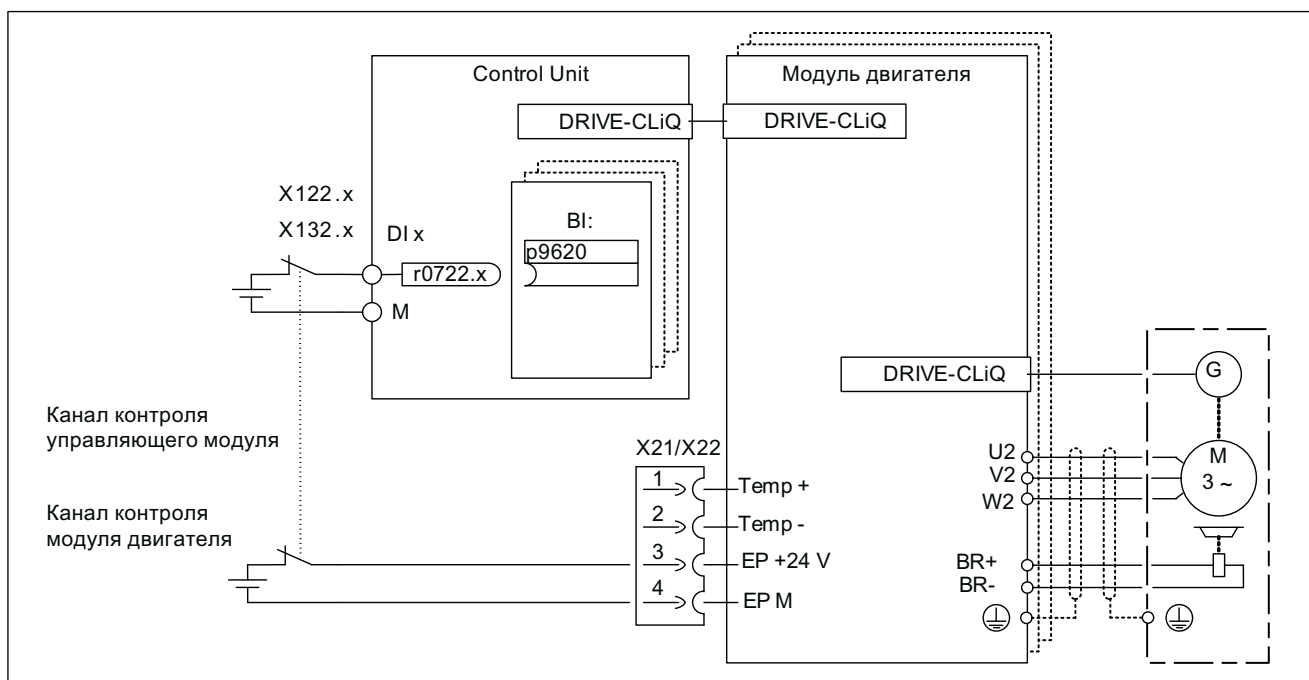 Control Unit
Модуль двигателя
DRIVE-CLiQ
DRIVE-CLiQ
X122.x
X132.x
DI x
BI:
p9620
r0722.x
M
DRIVE-CLiQ
G
Канал контроля
управляющего модуля
X21/X22
U2
V2
W2
M
3 ~
1
Temp +
2
Temp -
Канал контроля
модуля двигателя
3
EP +24 V
4
EP M
BR+
BR-